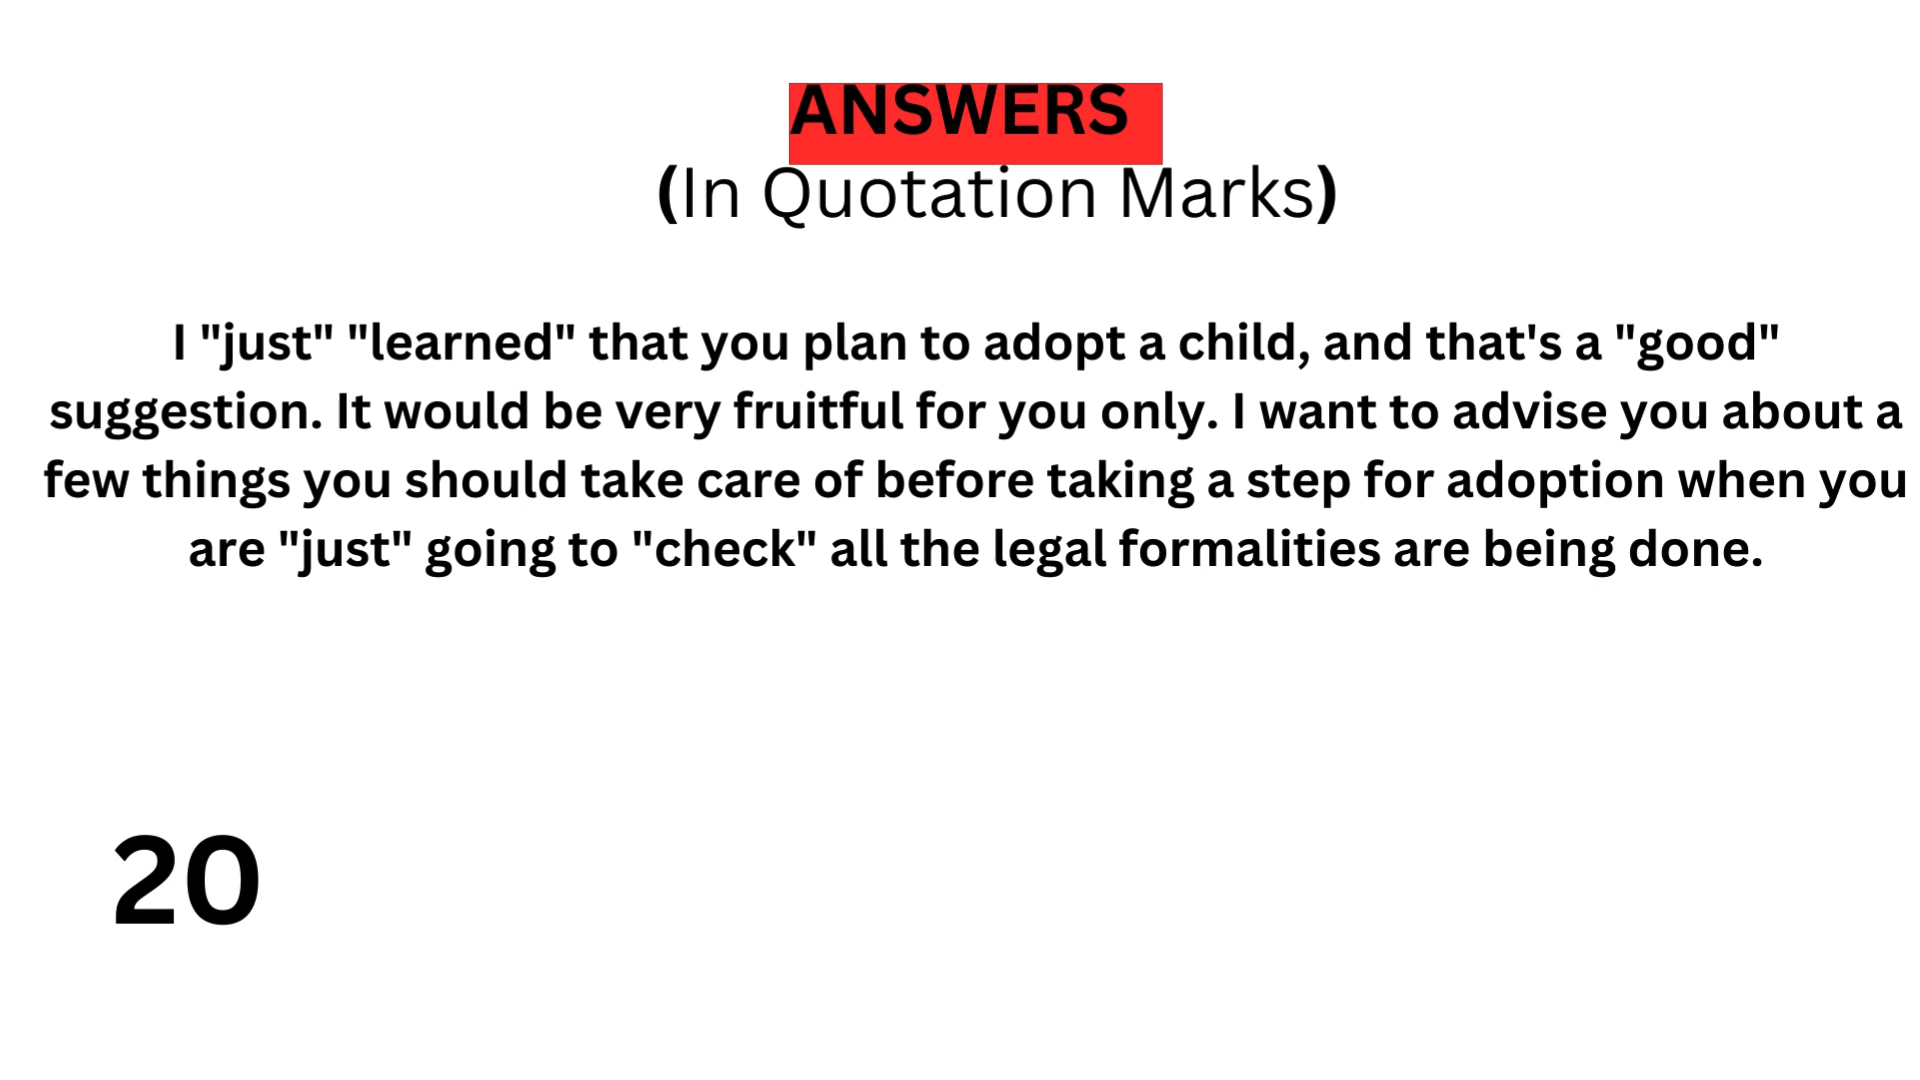 ANSWERS
(In Quotation Marks)
I "just" "learned" that you plan to adopt a child, and that's a "good"
suggestion. It would be very fruitful for you only. I want to advise you about a
few things you should take care of before taking a step for adoption when you
are "just" going to "check" all the legal formalities are being done.
20